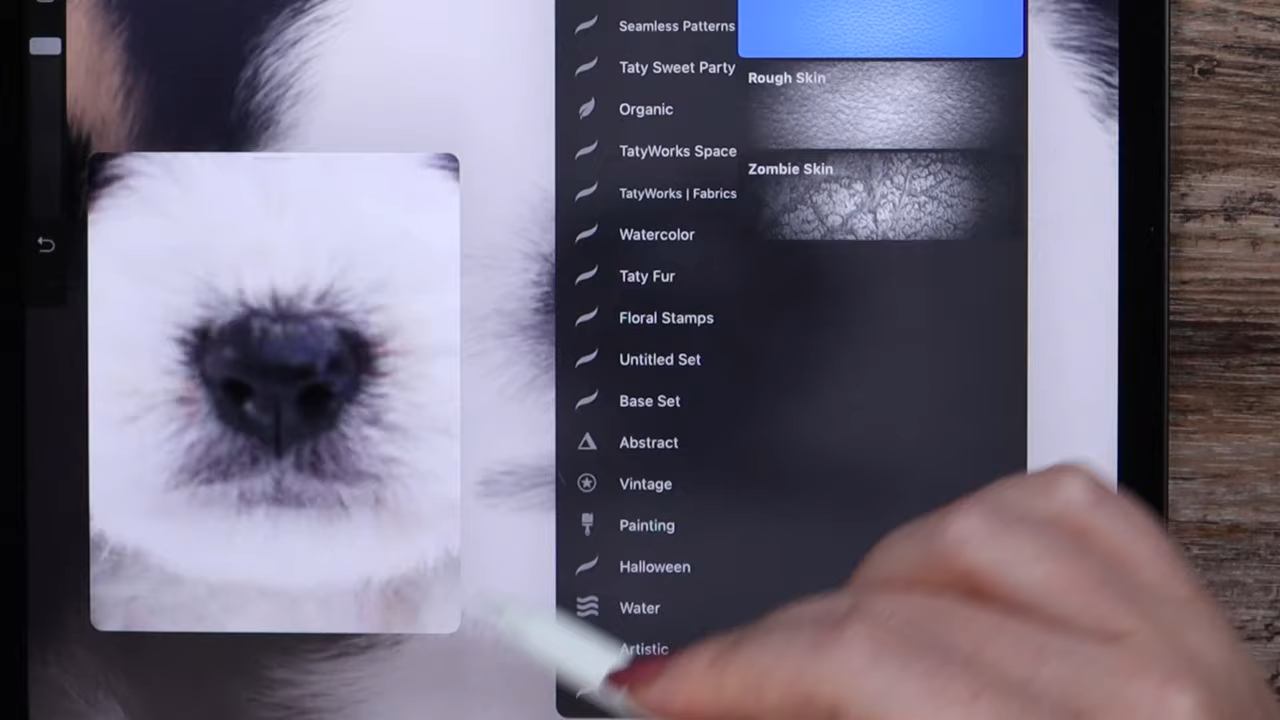 Seamless Patterns
Taty Sweet Party
Organic
TatyWorks Space
TatyWorks | Fabrics
Watercolor
Taty Fur
Floral Stamps
Untitled Set
Base Set
Abstract
Vintage
Painting
Halloween
Water
Artistic
Rough Skin
Zombie Skin